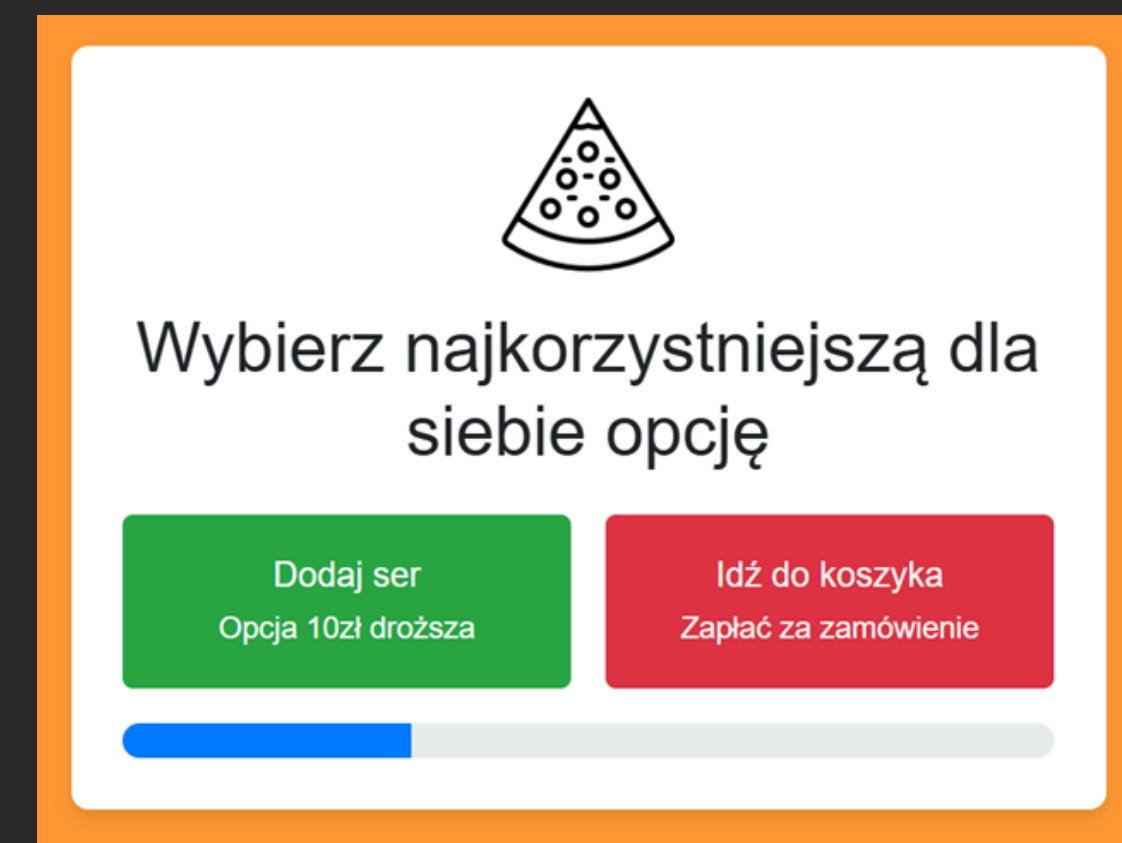 Wybierz najkorzystniejszą dla
siebie opcję
Dodaj ser
Opcja 10zł droższa
Idź do koszyka
Zapłać za zamówienie